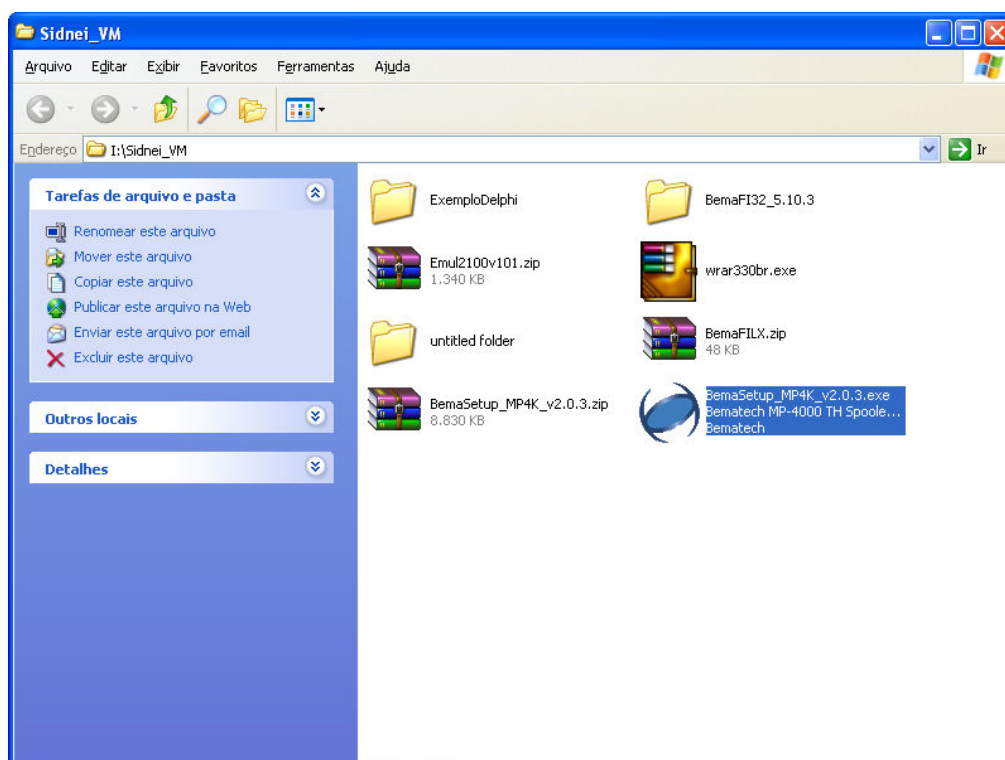 Sidnei_VM
Arquivo Editar Exibir Favoritos Ferramentas Ajuda
Endereço I:\Sidnei_VM Ir
Tarefas de arquivo e pasta
Renomear este arquivo
Mover este arquivo
Copiar este arquivo
Publicar este arquivo na Web
Enviar este arquivo por email
Excluir este arquivo
Outros locais
Detalhes
ExemploDelphi
BemaFI32_5.10.3
Emul2100v101.zip
1.340 KB
wrar330br.exe
untitled folder
BemaFILX.zip
48 KB
BemaSetup_MP4K_v2.0.3.zip
8.830 KB
BemaSetup_MP4K_v2.0.3.exe
Bematech MP-4000 TH Spoole...
Bematech